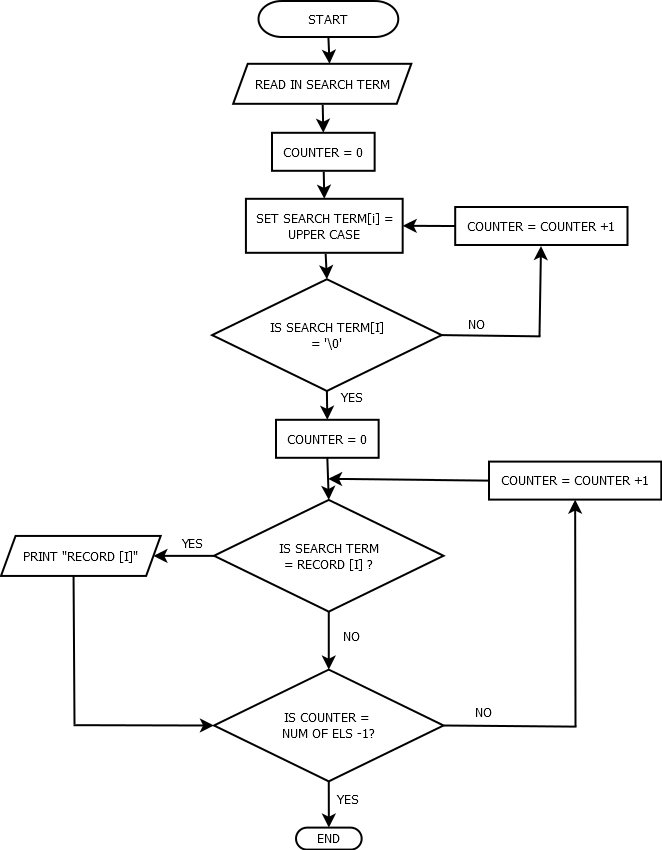 START
READ IN SEARCH TERM
COUNTER = 0
SET SEARCH TERM[i] =
UPPER CASE
COUNTER = COUNTER +1
IS SEARCH TERM[I]
= '\0'
NO
YES
COUNTER = 0
COUNTER = COUNTER +1
IS SEARCH TERM
= RECORD [I] ?
YES
PRINT "RECORD [I]"
NO
IS COUNTER =
NUM OF ELS -1?
NO
YES
END